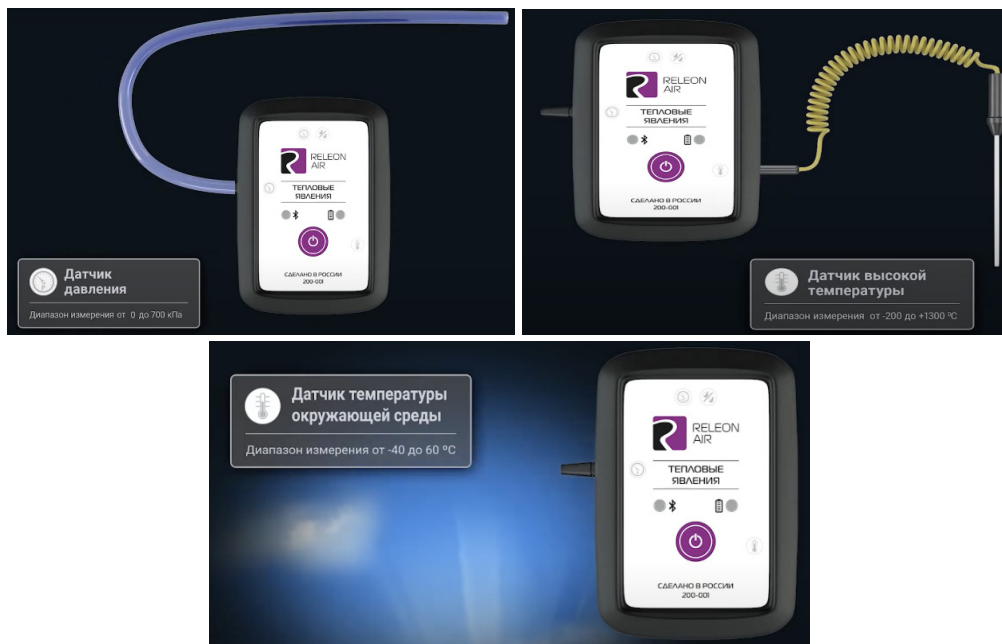 RELEON
AIR
ТЕПЛОВЫЕ
ЯВЛЕНИЯ
СДЕЛАНО В РОССИИ
200-001
Датчик
давления
Диапазон измерения от 0 до 700 кПа
RELEON
AIR
ТЕПЛОВЫЕ
ЯВЛЕНИЯ
СДЕЛАНО В РОССИИ
200-001
Датчик высокой
температуры
Диапазон измерения от -200 до +1300 ºС
Датчик температуры
окружающей среды
Диапазон измерения от -40 до 60 ºС
RELEON
AIR
ТЕПЛОВЫЕ
ЯВЛЕНИЯ
СДЕЛАНО В РОССИИ
200-001